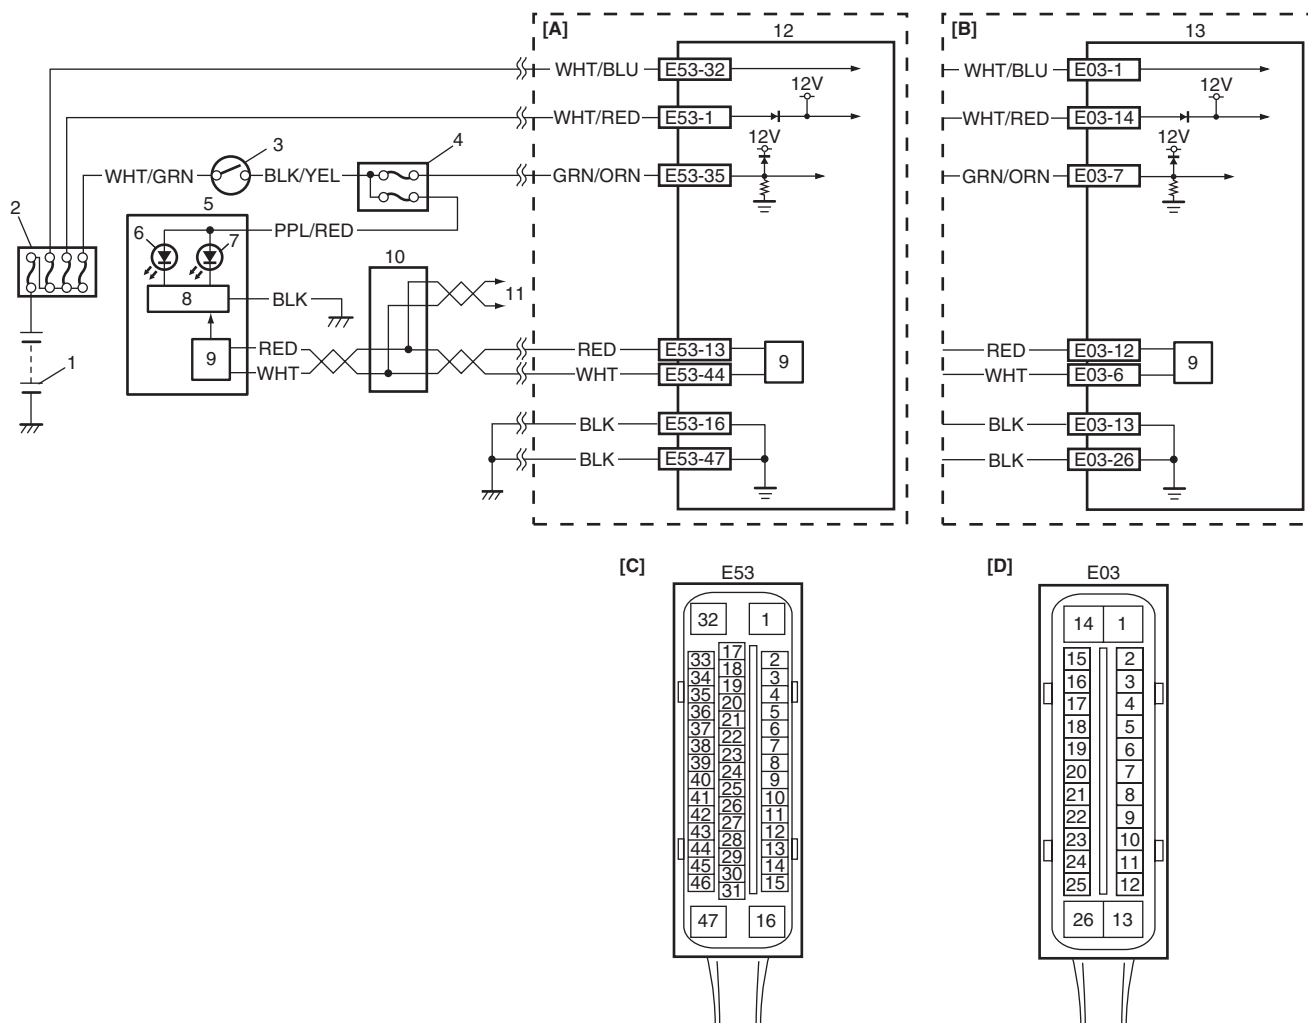 [A]
12
[B]
13
WHT/BLU
E53-32
WHT/BLU
E03-1
12V
12V
WHT/RED
E53-1
WHT/RED
E03-14
12V
12V
3
4
WHT/GRN
BLK/YEL
GRN/ORN
E53-35
GRN/ORN
E03-7
2
5
6
7
PPL/RED
10
8
BLK
11
1
9
RED
WHT
RED
E53-13
9
WHT
E53-44
RED
E03-12
9
WHT
E03-6
BLK
E53-16
BLK
E03-13
BLK
E53-47
BLK
E03-26
[C]
E53
32
1
33
34
35
36
37
38
39
40
41
42
43
44
45
46
17
18
19
20
21
22
23
24
25
26
27
28
29
30
31
2
3
4
5
6
7
8
9
10
11
12
13
14
15
47
16
[D]
E03
14
1
15
16
17
18
19
20
21
22
23
24
25
2
3
4
5
6
7
8
9
10
11
12
26
13